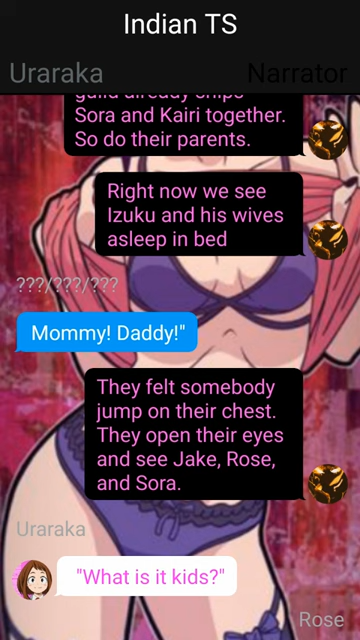 Indian TS
Uraraka
Narrator
guild already ships
Sora and Kairi together.
So do their parents.
Right now we see
Izuku and his wives
asleep in bed
???/???/???
Mommy! Daddy!"
They felt somebody
jump on their chest.
They open their eyes
and see Jake, Rose,
and Sora.
Uraraka
"What is it kids?"
Rose